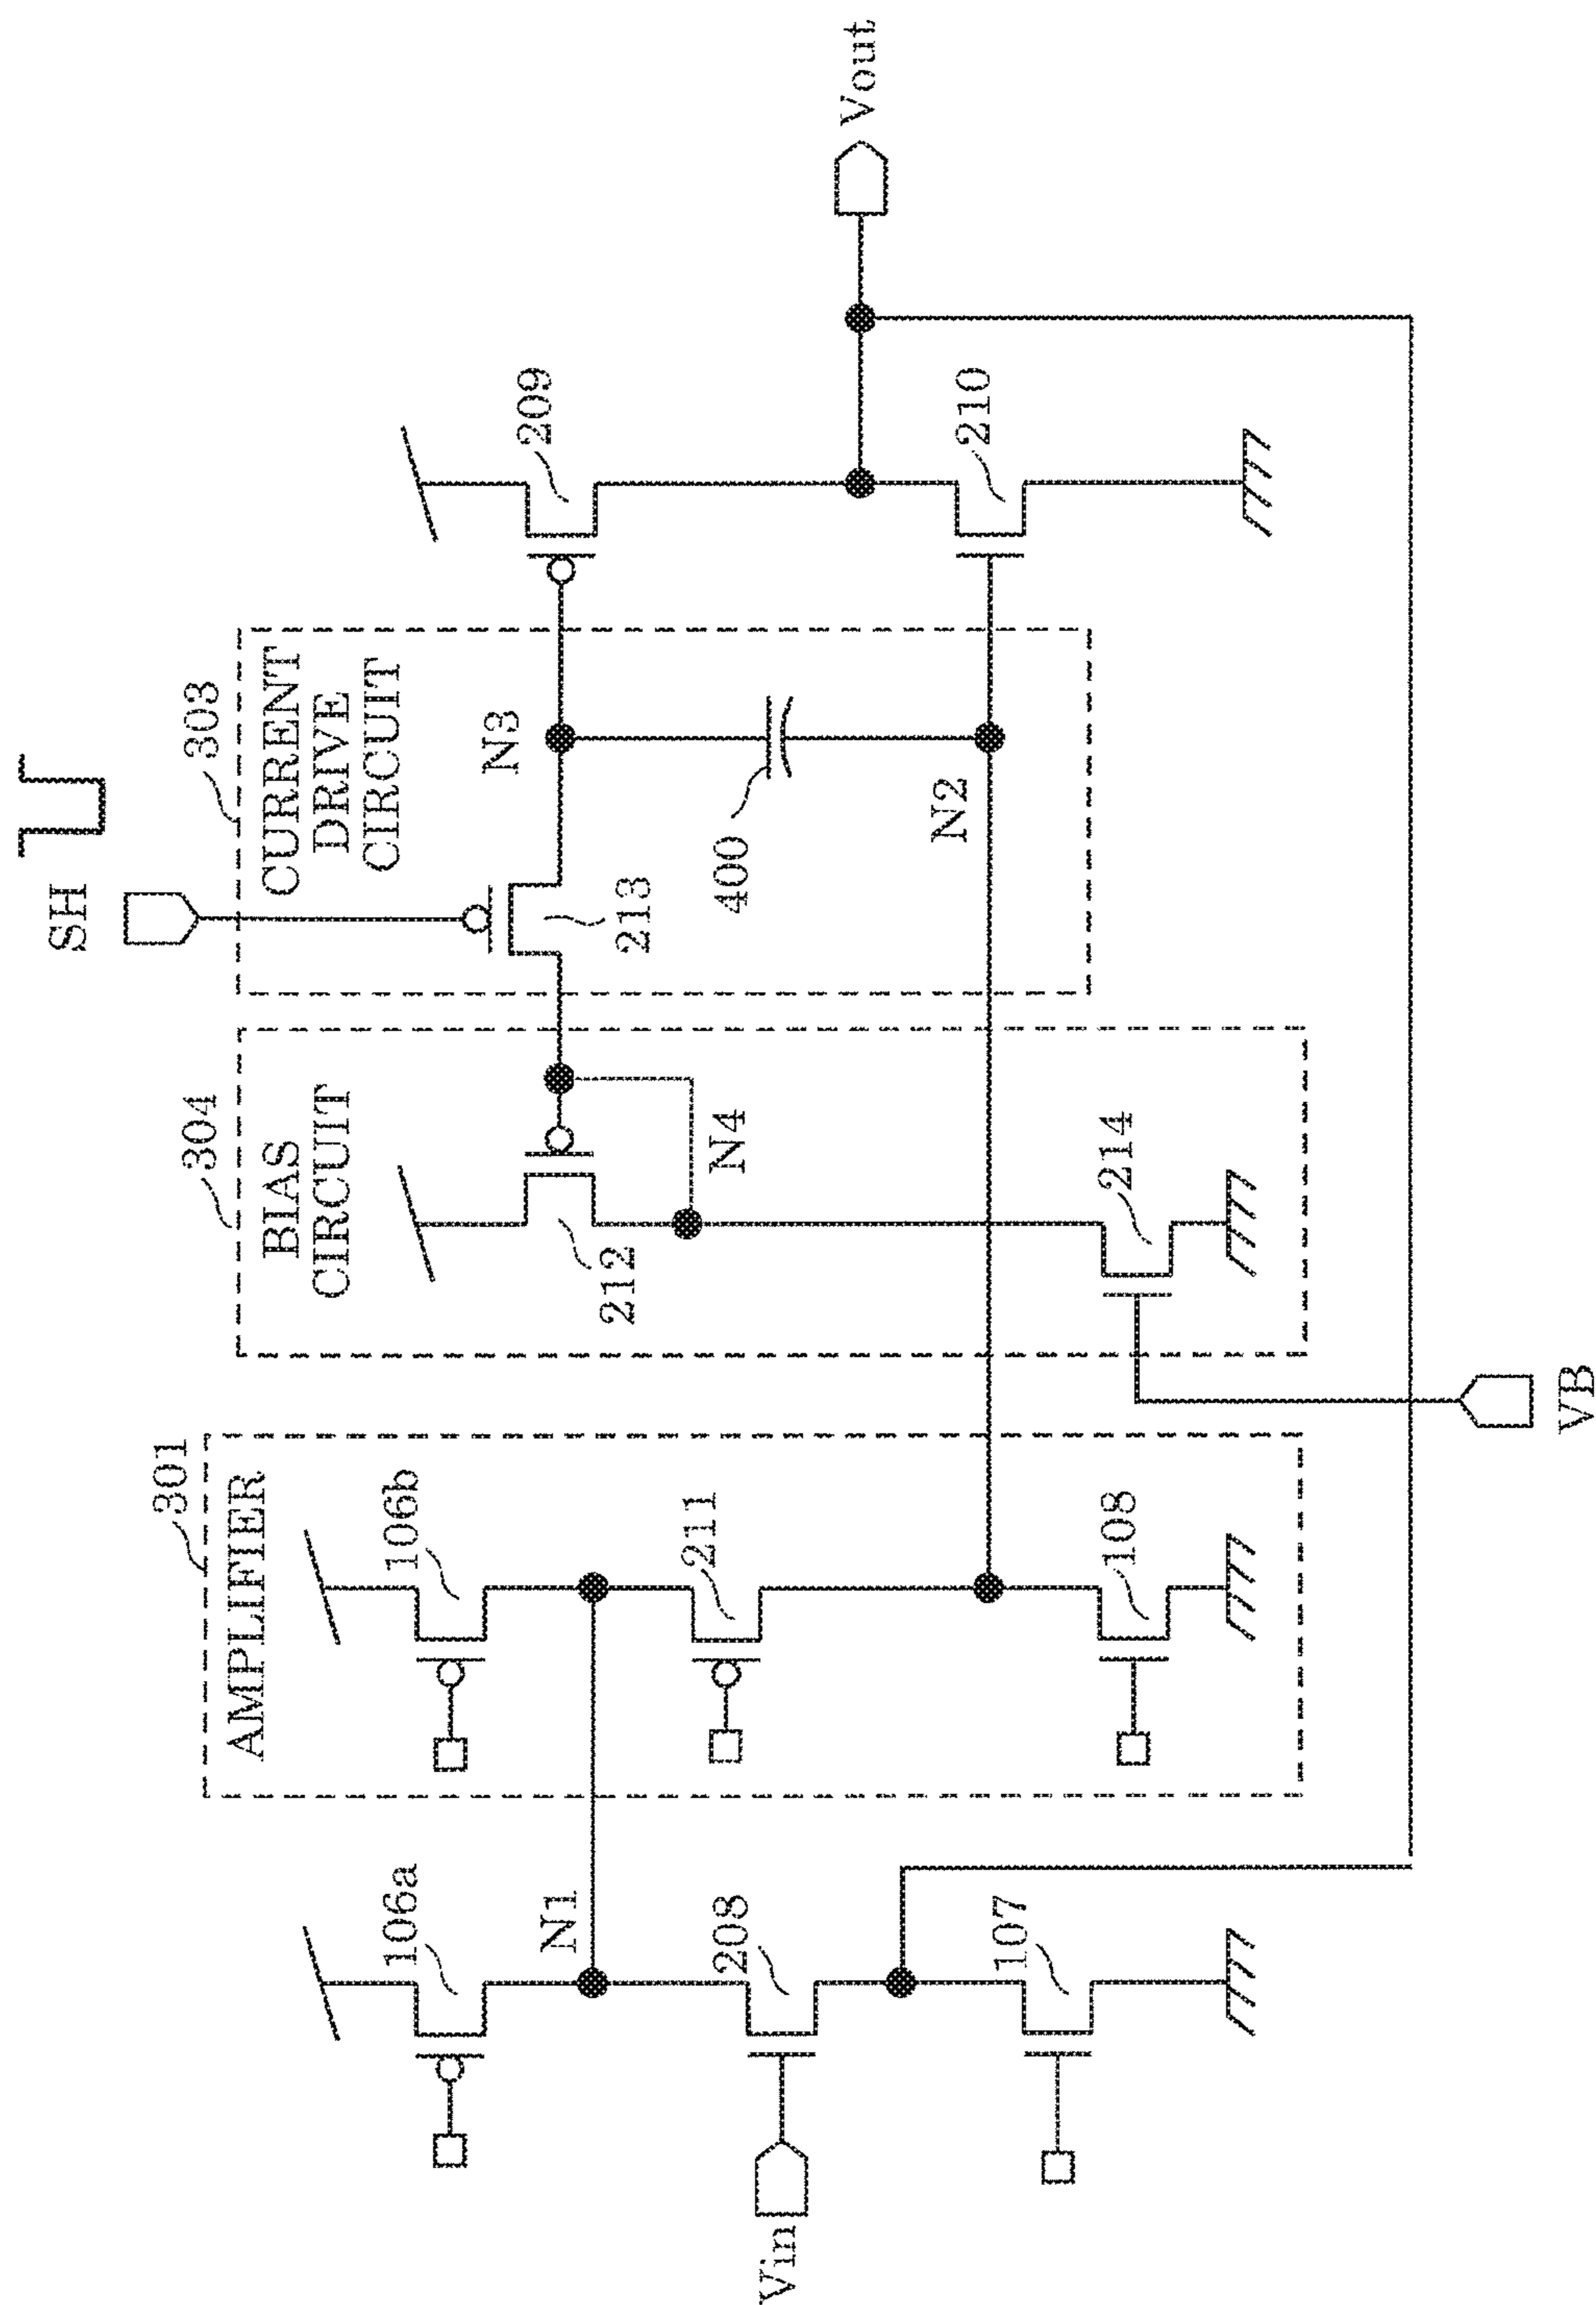 SH
303
CURRENT
DRIVE
CIRCUIT
304
BIAS
CIRCUIT
301
AMPLIFIER
106a
106b
N1
208
107
Vin
211
108
212
N4
214
VB
213
N3
400
N2
209
210
Vout